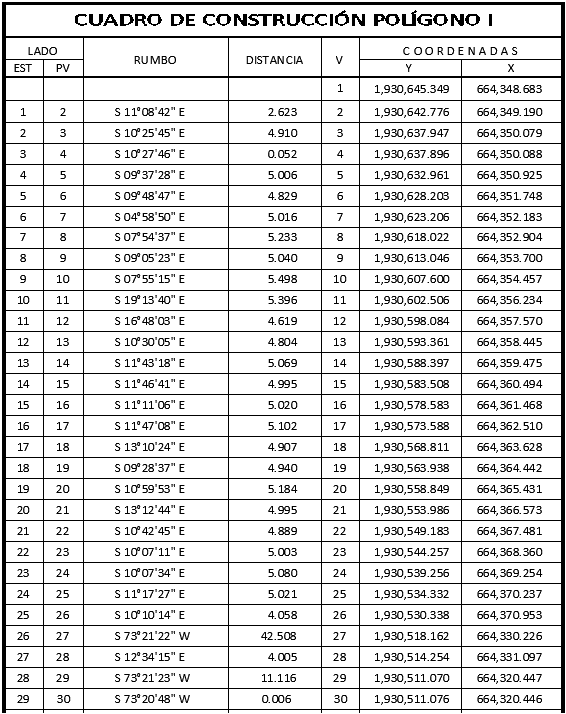 CUADRO DE CONSTRUCCIÓN POLÍGONO I
LADO RUMBO DISTANCIA V C O O R D E N A D A S
EST PV Y X
1 1,930,645.349 664,348.683
1 2 S 11°08'42" E 2.623 2 1,930,642.776 664,349.190
2 3 S 10°25'45" E 4.910 3 1,930,637.947 664,350.079
3 4 S 10°27'46" E 0.052 4 1,930,637.896 664,350.088
4 5 S 09°37'28" E 5.006 5 1,930,632.961 664,350.925
5 6 S 09°48'47" E 4.829 6 1,930,628.203 664,351.748
6 7 S 04°58'50" E 5.016 7 1,930,623.206 664,352.183
7 8 S 07°54'37" E 5.233 8 1,930,618.022 664,352.904
8 9 S 09°05'23" E 5.040 9 1,930,613.046 664,353.700
9 10 S 07°55'15" E 5.498 10 1,930,607.600 664,354.457
10 11 S 19°13'40" E 5.396 11 1,930,602.506 664,356.234
11 12 S 16°48'03" E 4.619 12 1,930,598.084 664,357.570
12 13 S 10°30'05" E 4.804 13 1,930,593.361 664,358.445
13 14 S 11°43'18" E 5.069 14 1,930,588.397 664,359.475
14 15 S 11°46'41" E 4.995 15 1,930,583.508 664,360.494
15 16 S 11°11'06" E 5.020 16 1,930,578.583 664,361.468
16 17 S 11°47'08" E 5.102 17 1,930,573.588 664,362.510
17 18 S 13°10'24" E 4.907 18 1,930,568.811 664,363.628
18 19 S 09°28'37" E 4.940 19 1,930,563.938 664,364.442
19 20 S 10°59'53" E 5.184 20 1,930,558.849 664,365.431
20 21 S 13°12'44" E 4.995 21 1,930,553.986 664,366.573
21 22 S 10°42'45" E 4.889 22 1,930,549.183 664,367.481
22 23 S 10°07'11" E 5.003 23 1,930,544.257 664,368.360
23 24 S 10°07'34" E 5.080 24 1,930,539.256 664,369.254
24 25 S 11°17'27" E 5.021 25 1,930,534.332 664,370.237
25 26 S 10°10'14" E 4.058 26 1,930,530.338 664,370.953
26 27 S 73°21'22" W 42.508 27 1,930,518.162 664,330.226
27 28 S 12°34'15" E 4.005 28 1,930,514.254 664,331.097
28 29 S 73°21'23" W 11.116 29 1,930,511.070 664,320.447
29 30 S 73°20'48" W 0.006 30 1,930,511.076 664,320.446